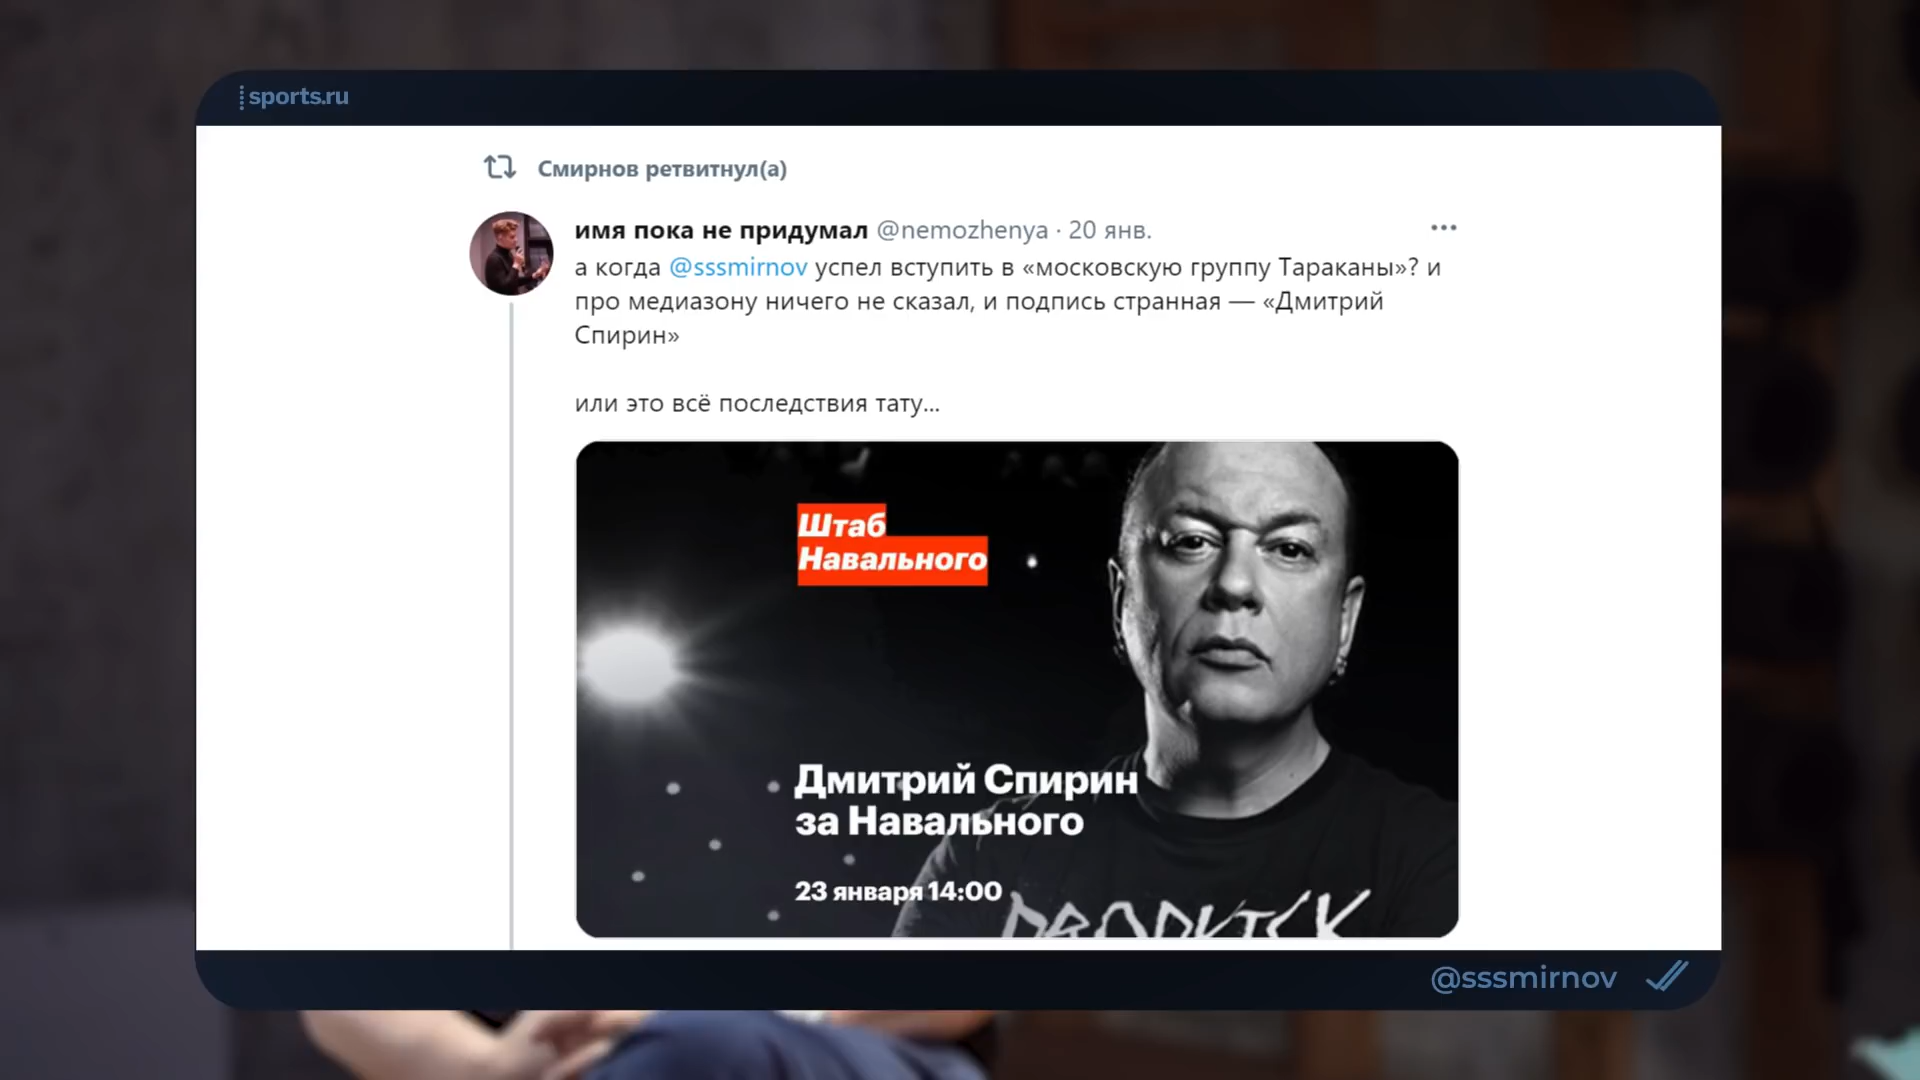 sports.ru
Смирнов ретвитнул(а)
имя пока не придумал @nemozhenya · 20 янв.
а когда @sssmirnov успел вступить в «московскую группу Тараканы»? и
про медиазону ничего не сказал, и подпись странная — «Дмитрий
Спирин»
или это всё последствия тату...
Штаб
Навального
Дмитрий Спирин
за Навального
23 января 14:00
@sssmirnov